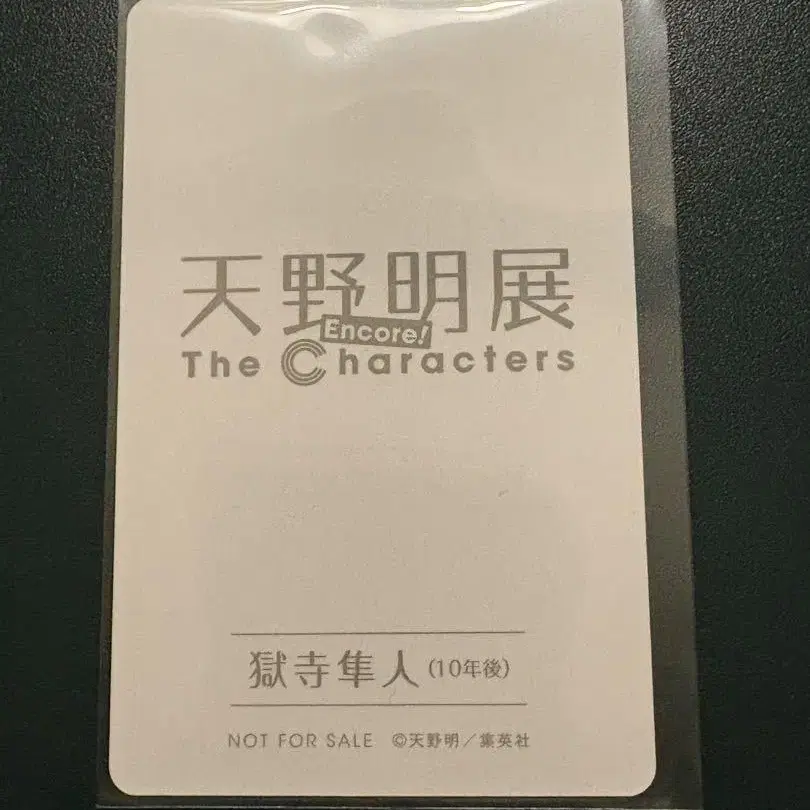 天野明展
Encore!
The Characters
獄寺隼人(10年後)
NOT FOR SALE ©天野明/集英社